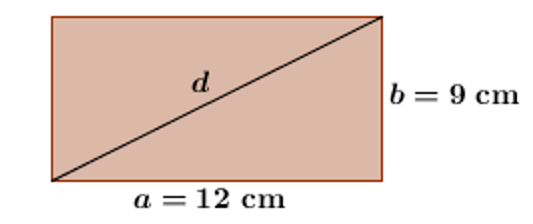 d
b = 9 cm
a = 12 cm